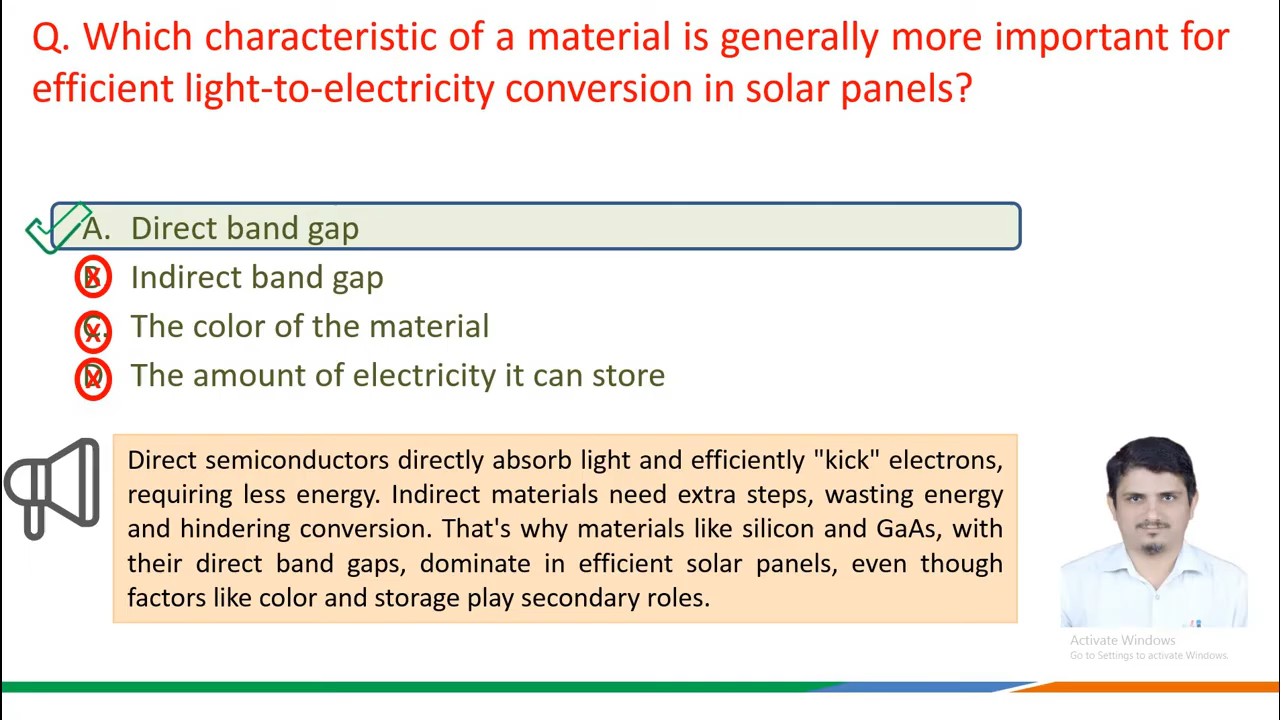 Q. Which characteristic of a material is generally more important for
efficient light-to-electricity conversion in solar panels?
A. Direct band gap
B. Indirect band gap
C. The color of the material
D. The amount of electricity it can store
Direct semiconductors directly absorb light and efficiently "kick" electrons,
requiring less energy. Indirect materials need extra steps, wasting energy
and hindering conversion. That's why materials like silicon and GaAs, with
their direct band gaps, dominate in efficient solar panels, even though
factors like color and storage play secondary roles.
Activate Windows
Go to Settings to activate Windows.